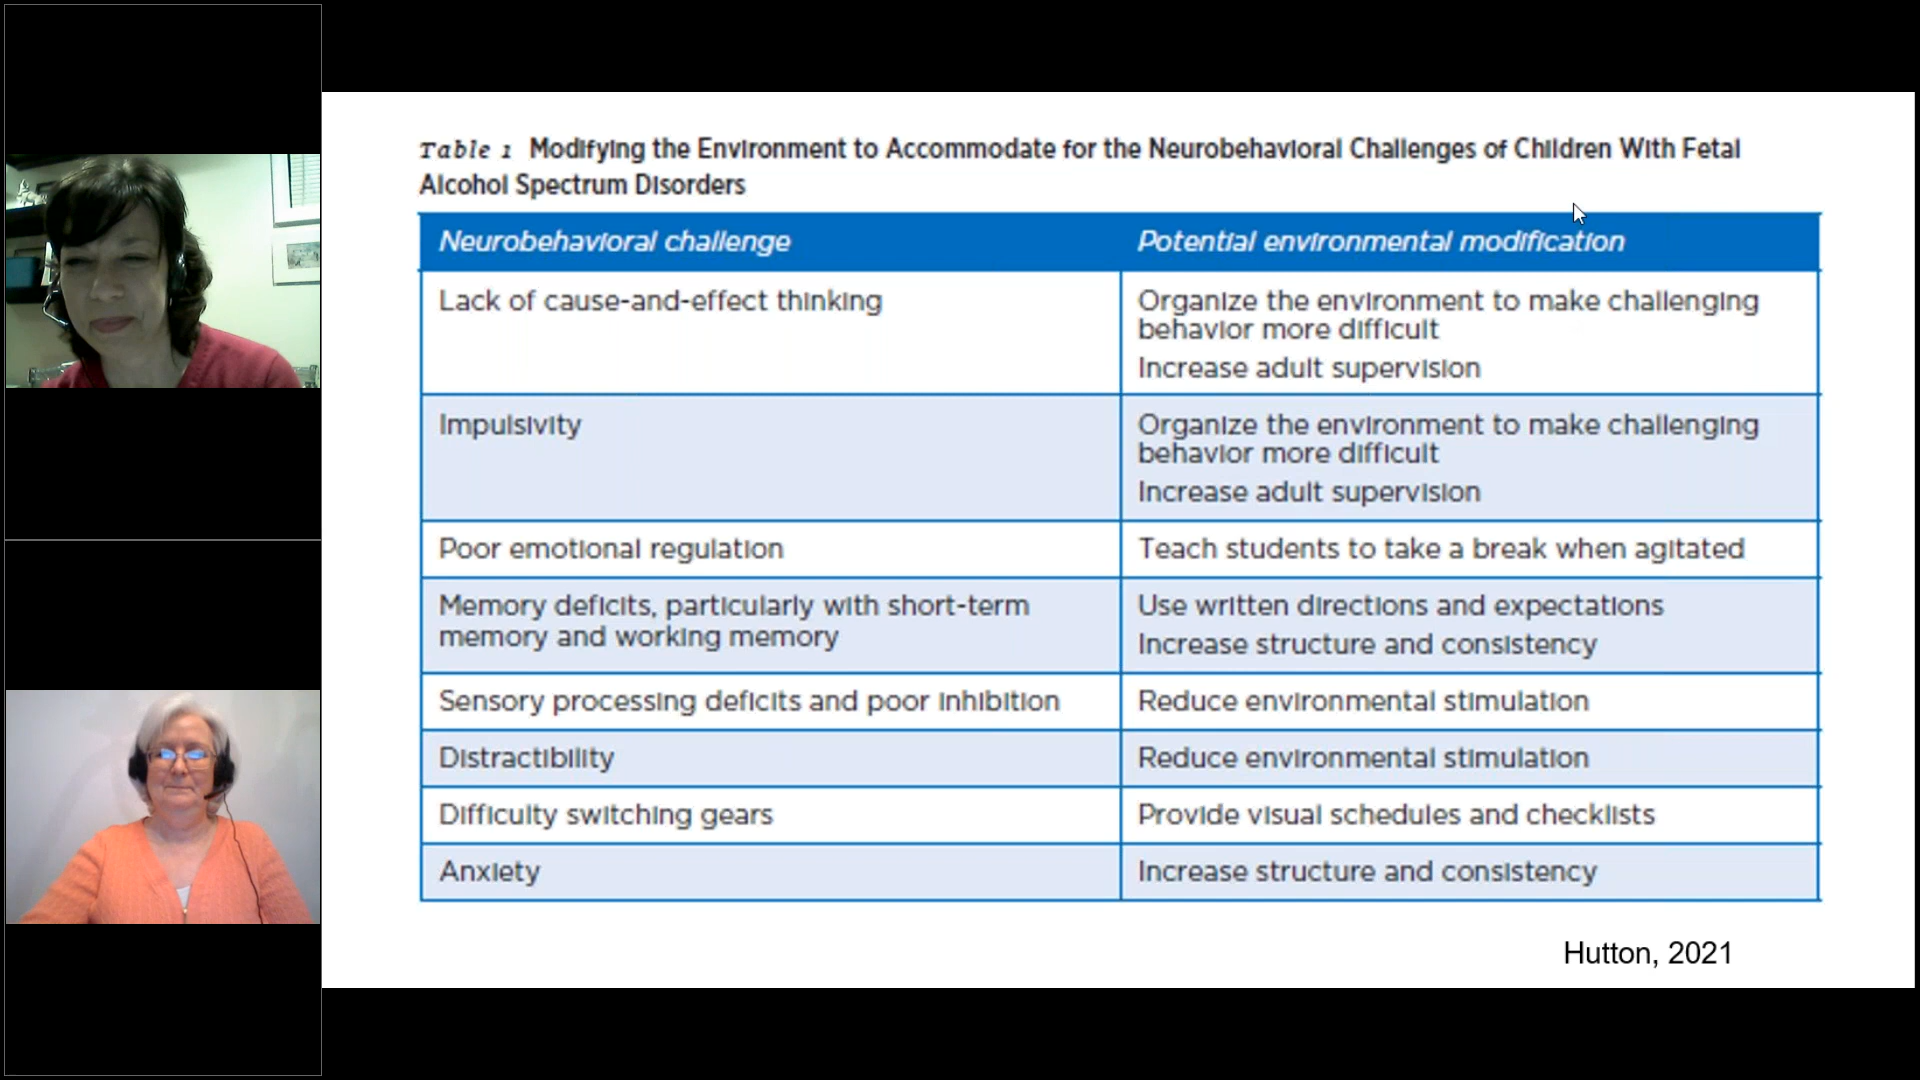 Table 1 Modifying the Environment to Accommodate for the Neurobehavioral Challenges of Children With Fetal
Alcohol Spectrum Disorders
Neurobehavioral challenge
Potential environmental modification
Lack of cause-and-effect thinking
Organize the environment to make challenging
behavior more difficult
Increase adult supervision
Impulsivity
Organize the environment to make challenging
behavior more difficult
Increase adult supervision
Poor emotional regulation
Teach students to take a break when agitated
Memory deficits, particularly with short-term
memory and working memory
Use written directions and expectations
Increase structure and consistency
Sensory processing deficits and poor inhibition
Reduce environmental stimulation
Distractibility
Reduce environmental stimulation
Difficulty switching gears
Provide visual schedules and checklists
Anxiety
Increase structure and consistency
Hutton, 2021